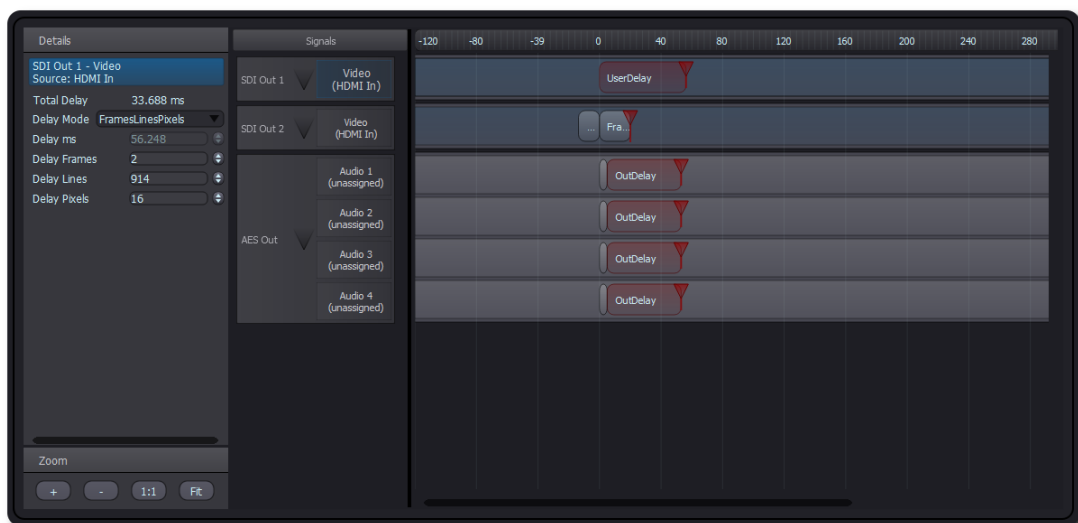 Details
SDI Out 1 - Video
Source: HDMI In
Total Delay 33.688 ms
Delay Mode FramesLinesPixels
Delay ms 56.248
Delay Frames 2
Delay Lines 914
Delay Pixels 16
Zoom
+ - 1:1 Fit
Signals
SDI Out 1 Video
(HDMI In)
SDI Out 2 Video
(HDMI In)
AES Out
Audio 1
(unassigned)
Audio 2
(unassigned)
Audio 3
(unassigned)
Audio 4
(unassigned)
-120 -80 -39 0 40 80 120 160 200 240 280
UserDelay
... Fra...
OutDelay
OutDelay
OutDelay
OutDelay